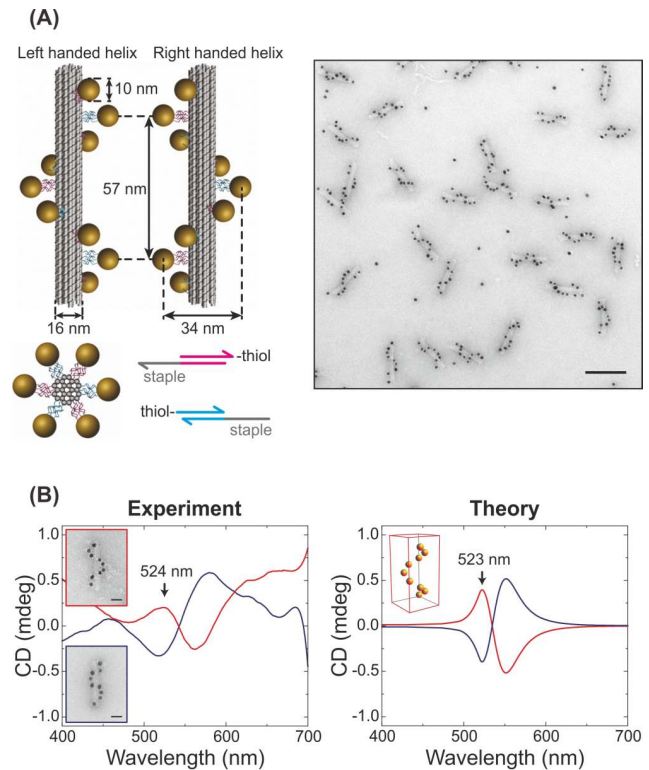 (A)
Left handed helix
Right handed helix
10 nm
57 nm
16 nm
34 nm
-thiol
staple
thiol-
staple
(B)
Experiment
Theory
CD (mdeg)
1.0
0.5
0.0
-0.5
-1.0
524 nm
400
500
600
700
Wavelength (nm)
CD (mdeg)
1.0
0.5
0.0
-0.5
-1.0
523 nm
400
500
600
700
Wavelength (nm)